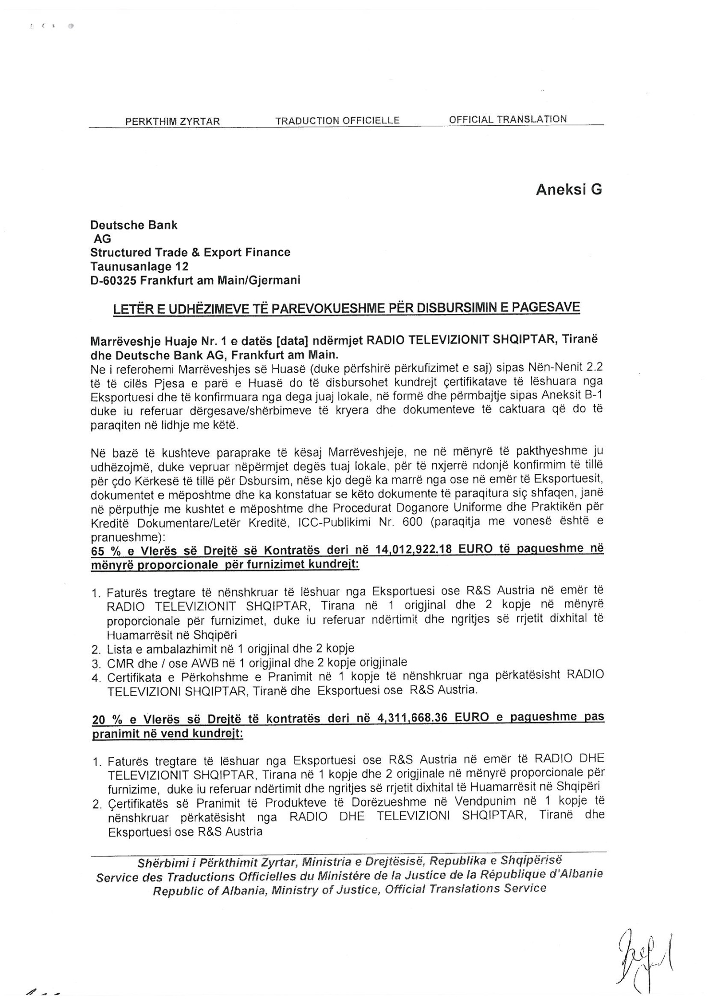 PERKTHIM ZYRTAR TRADUCTION OFFICIELLE OFFICIAL TRANSLATION
Aneksi G
Deutsche Bank
AG
Structured Trade & Export Finance
Taunusanlage 12
D-60325 Frankfurt am Main/Gjermani
LETËR E UDHËZIMEVE TË PAREVOKUESHME PËR DISBURSIMIN E PAGESAVE
Marrëveshje Huaje Nr. 1 e datës [data] ndërmjet RADIO TELEVIZIONIT SHQIPTAR, Tiranë
dhe Deutsche Bank AG, Frankfurt am Main.
Ne i referohemi Marrëveshjes së Huasë (duke përfshirë përkufizimet e saj) sipas Nën-Nenit 2.2
të të cilës Pjesa e parë e Huasë do të disbursohet kundrejt çertifikatave të lëshuara nga
Eksportuesi dhe të konfirmuara nga dega juaj lokale, në formë dhe përmbajtje sipas Aneksit B-1
duke iu referuar dërgesave/shërbimeve të kryera dhe dokumenteve të caktuara që do të
paraqiten në lidhje me këtë.
Në bazë të kushteve paraprake të kësaj Marrëveshjeje, ne në mënyrë të pakthyeshme ju
udhëzojmë, duke vepruar nëpërmjet degës tuaj lokale, për të nxjerrë ndonjë konfirmim të tillë
për çdo Kërkesë të tillë për Dsbursim, nëse kjo degë ka marrë nga ose në emër të Eksportuesit,
dokumentet e mëposhtme dhe ka konstatuar se këto dokumente të paraqitura siç shfaqen, janë
në përputhje me kushtet e mëposhtme dhe Procedurat Doganore Uniforme dhe Praktikën për
Kreditë Dokumentare/Letër Kreditë, ICC-Publikimi Nr. 600 (paraqitja me vonesë është e
pranueshme):
65 % e Vlerës së Drejtë së Kontratës deri në 14,012,922.18 EURO të pagueshme në
mënyrë proporcionale për furnizimet kundrejt:
1. Faturës tregtare të nënshkruar të lëshuar nga Eksportuesi ose R&S Austria në emër të
RADIO TELEVIZIONIT SHQIPTAR, Tirana në 1 origjinal dhe 2 kopje në mënyrë
proporcionale për furnizimet, duke iu referuar ndërtimit dhe ngritjes së rrjetit dixhital të
Huamarrësit në Shqipëri
2. Lista e ambalazhimit në 1 origjinal dhe 2 kopje
3. CMR dhe / ose AWB në 1 origjinal dhe 2 kopje origjinale
4. Certifikata e Përkohshme e Pranimit në 1 kopje të nënshkruar nga përkatësisht RADIO
TELEVIZIONI SHQIPTAR, Tiranë dhe Eksportuesi ose R&S Austria.
20 % e Vlerës së Drejtë të kontratës deri në 4,311,668.36 EURO e pagueshme pas
pranimit në vend kundrejt:
1. Faturës tregtare të lëshuar nga Eksportuesi ose R&S Austria në emër të RADIO DHE
TELEVIZIONIT SHQIPTAR, Tirana në 1 kopje dhe 2 origjinale në mënyrë proporcionale për
furnizime, duke iu referuar ndërtimit dhe ngritjes së rrjetit dixhital të Huamarrësit në Shqipëri
2. Çertifikatës së Pranimit të Produkteve të Dorëzueshme në Vendpunim në 1 kopje të
nënshkruar përkatësisht nga RADIO DHE TELEVIZIONI SHQIPTAR, Tiranë dhe
Eksportuesi ose R&S Austria
Shërbimi i Përkthimit Zyrtar, Ministria e Drejtësisë, Republika e Shqipërisë
Service des Traductions Officielles du Ministére de la Justice de la République d'Albanie
Republic of Albania, Ministry of Justice, Official Translations Service